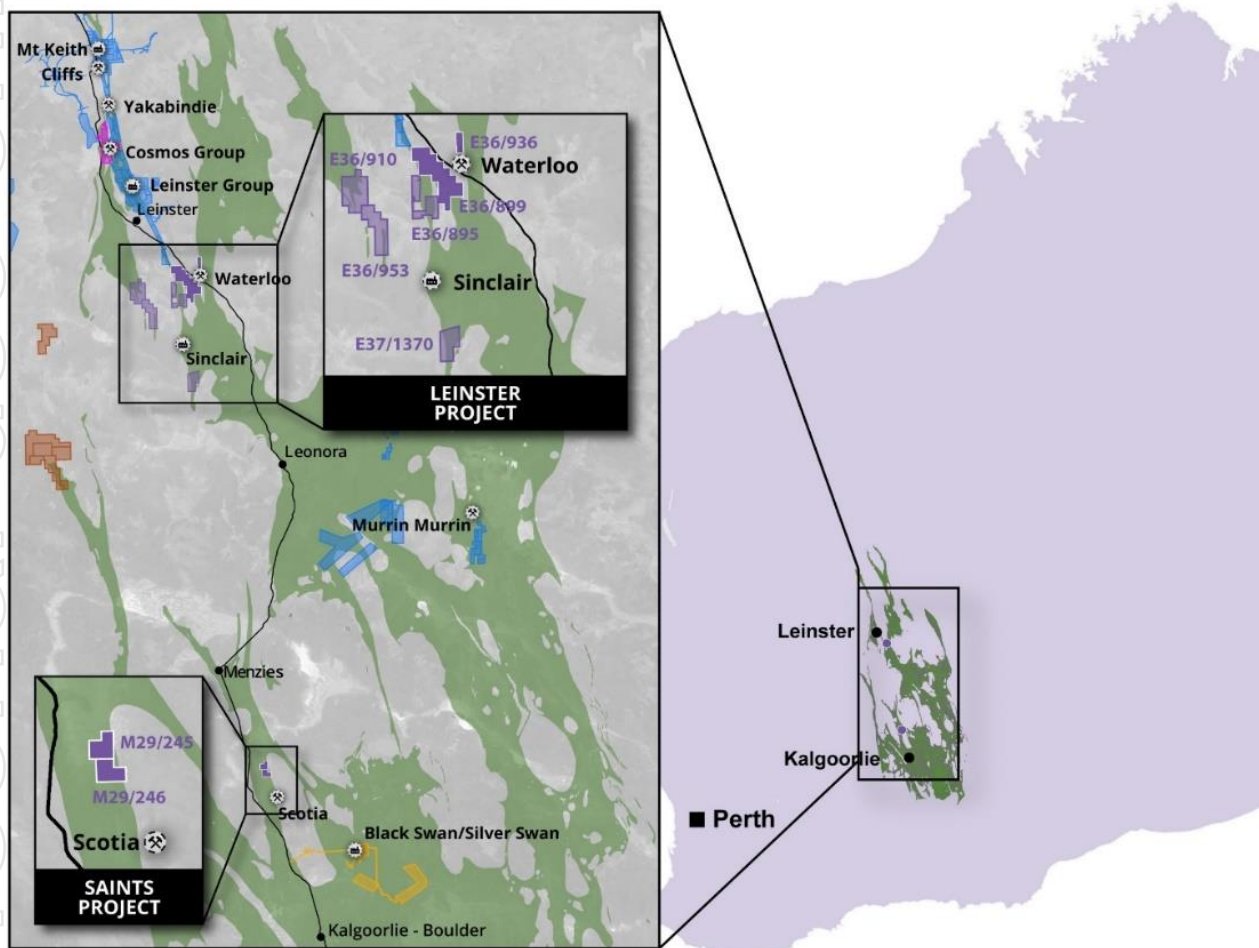 Mt Keith
Cliffs
Yakabindie
Cosmos Group
Leinster Group
Leinster
Waterloo
Sinclair
E36/936
E36/910
Waterloo
E36/899
E36/895
E36/953
Sinclair
E37/1370
LEINSTER
PROJECT
Leonora
Murrin Murrin
Menzies
M29/245
M29/246
Scotia
SAINTS
PROJECT
Scotia
Black Swan/Silver Swan
Kalgoorlie - Boulder
Leinster
Kalgoorlie
Perth